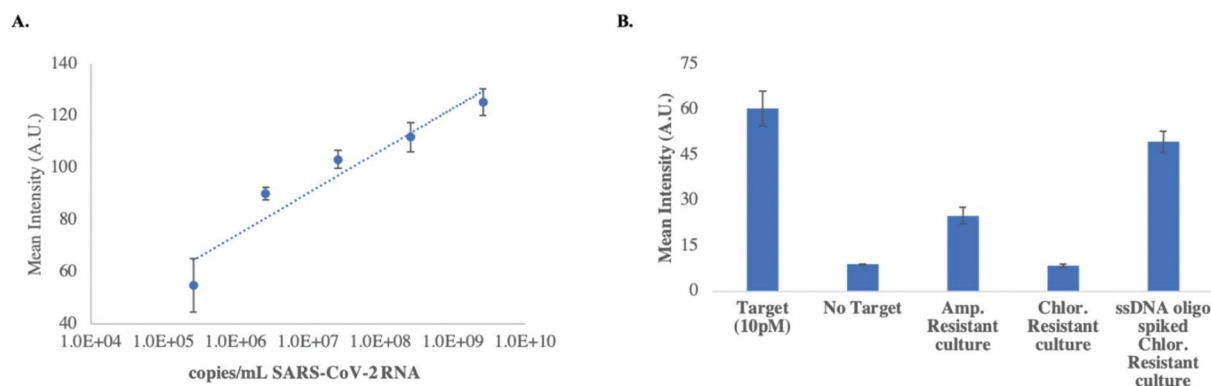 A.
B.
Mean Intensity (A.U.)
140
120
100
80
60
40
1.0E+04 1.0E+05 1.0E+06 1.0E+07 1.0E+08 1.0E+09 1.0E+10
copies/mL SARS-CoV-2 RNA
Mean Intensity (A.U.)
75
60
45
30
15
0
Target
(10pM)
No Target
Amp.
Resistant
culture
Chlor.
Resistant
culture
ssDNA oligo
spiked
Chlor.
Resistant
culture